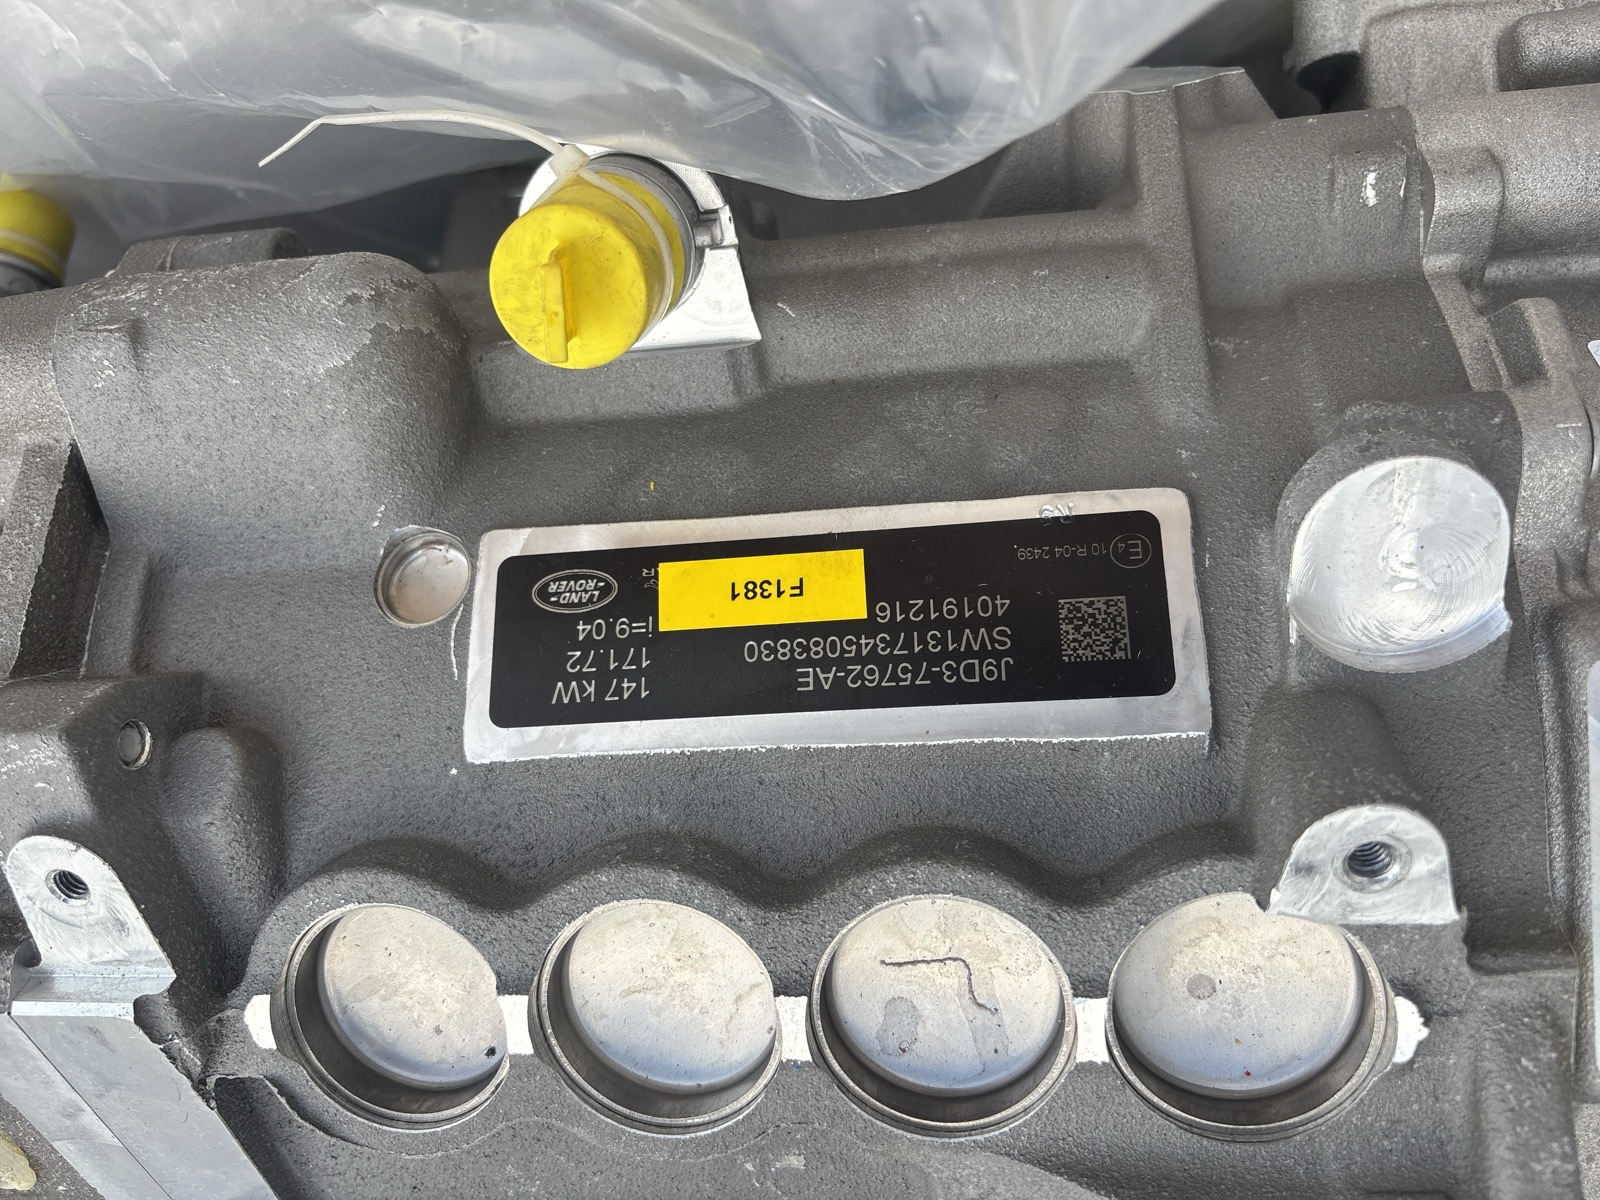 J9D3-75762-AE
147 kW
SW1317345083830
171.72
40191216
i=9.04
F1381
E4 10 R-04 2439
LAND-
-ROVER